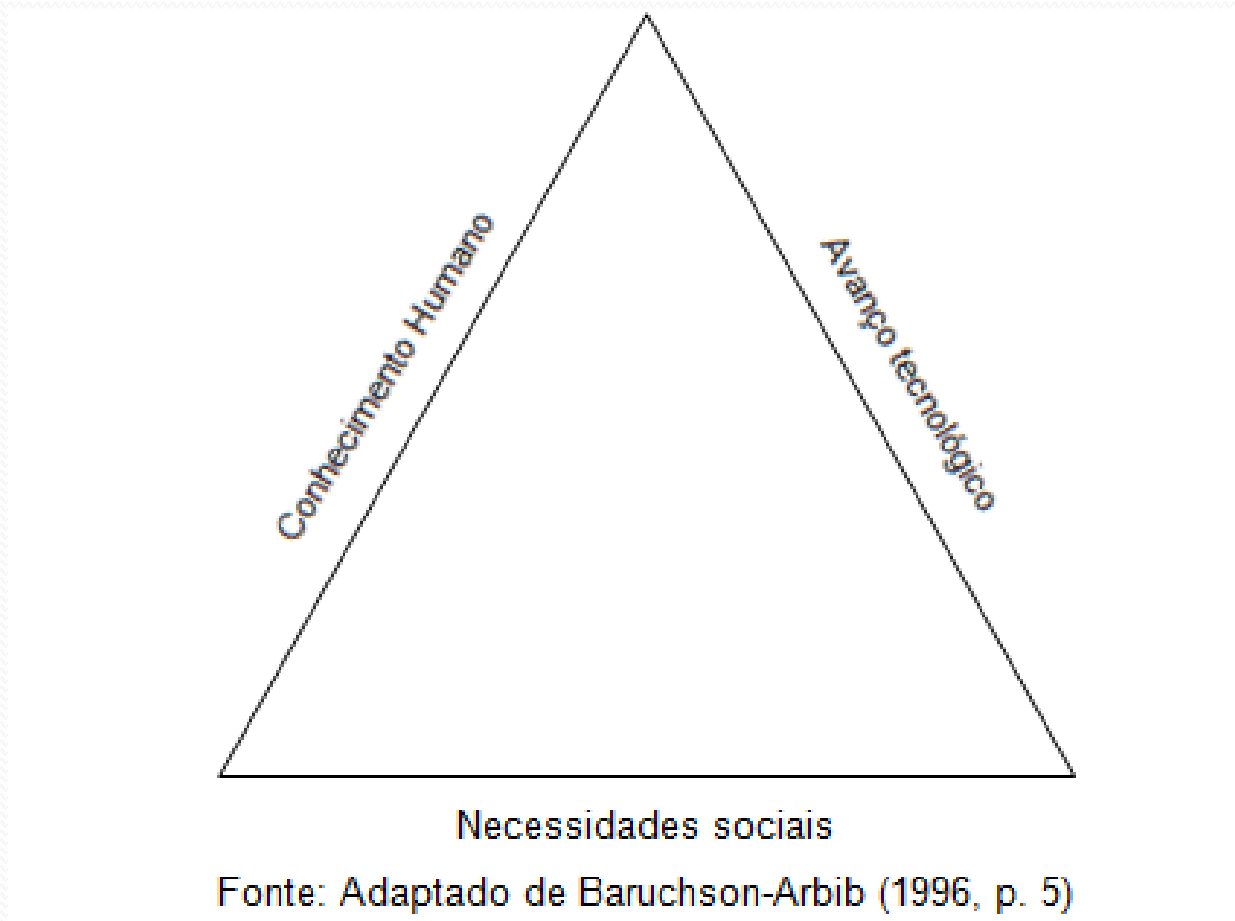 Conhecimento Humano
Avanço tecnológico
Necessidades sociais
Fonte: Adaptado de Baruchson-Arbib (1996, p. 5)